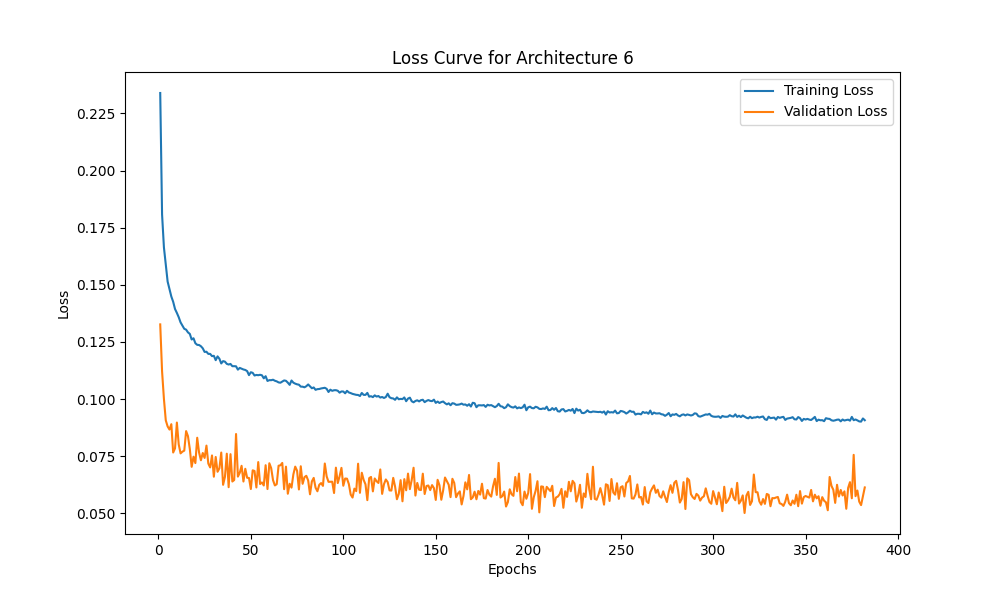 Loss Curve for Architecture 6
Training Loss
Validation Loss
0.225
0.200
0.175
0.150
0.125
0.100
0.075
0.050
Loss
0 50 100 150 200 250 300 350 400
Epochs